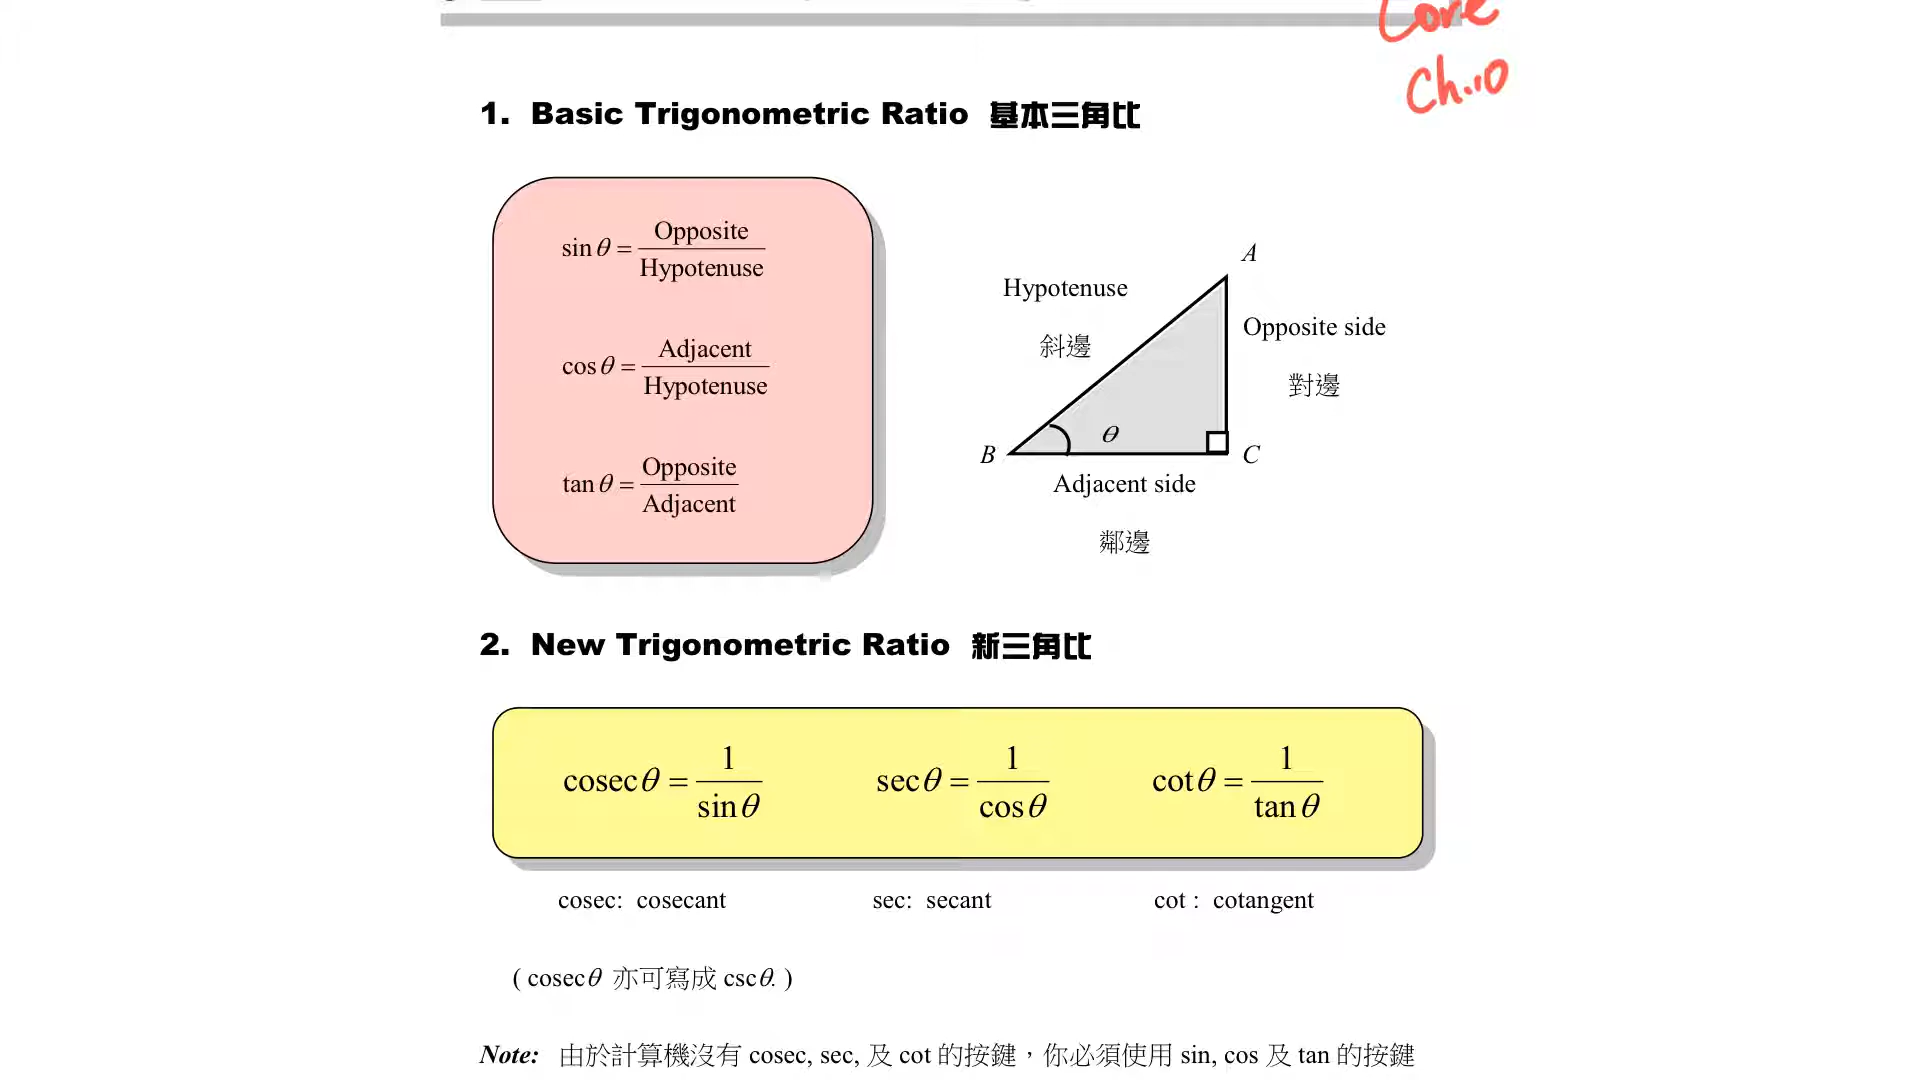 Core
Ch.10
1. Basic Trigonometric Ratio 基本三角比
sin θ = Opposite / Hypotenuse
cos θ = Adjacent / Hypotenuse
tan θ = Opposite / Adjacent
A
Hypotenuse
斜邊
Opposite side
對邊
θ
B
C
Adjacent side
鄰邊
2. New Trigonometric Ratio 新三角比
cosec θ = 1 / sin θ
sec θ = 1 / cos θ
cot θ = 1 / tan θ
cosec: cosecant
sec: secant
cot : cotangent
( cosecθ 亦可寫成 cscθ. )
Note: 由於計算機沒有 cosec, sec, 及 cot 的按鍵，你必須使用 sin, cos 及 tan 的按鍵